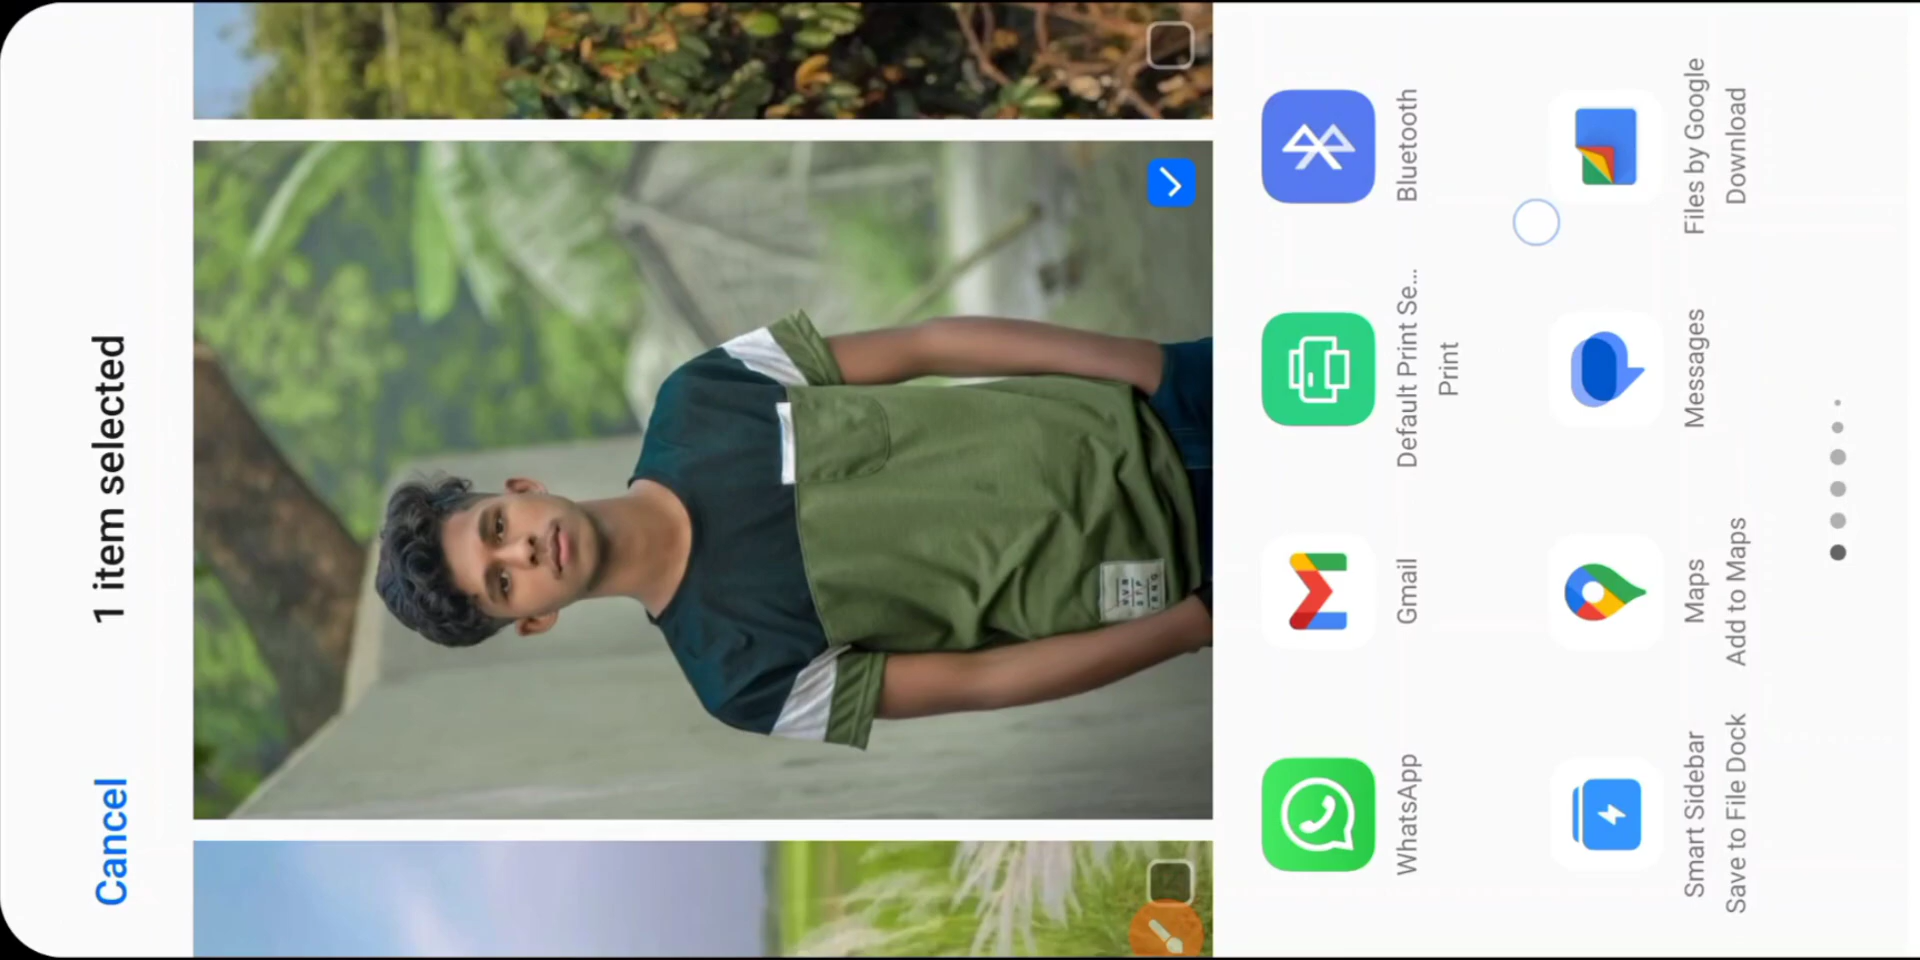 Cancel
1 item selected
WhatsApp
Gmail
Default Print Se...
Print
Bluetooth
Smart Sidebar
Save to File Dock
Maps
Add to Maps
Messages
Files by Google
Download